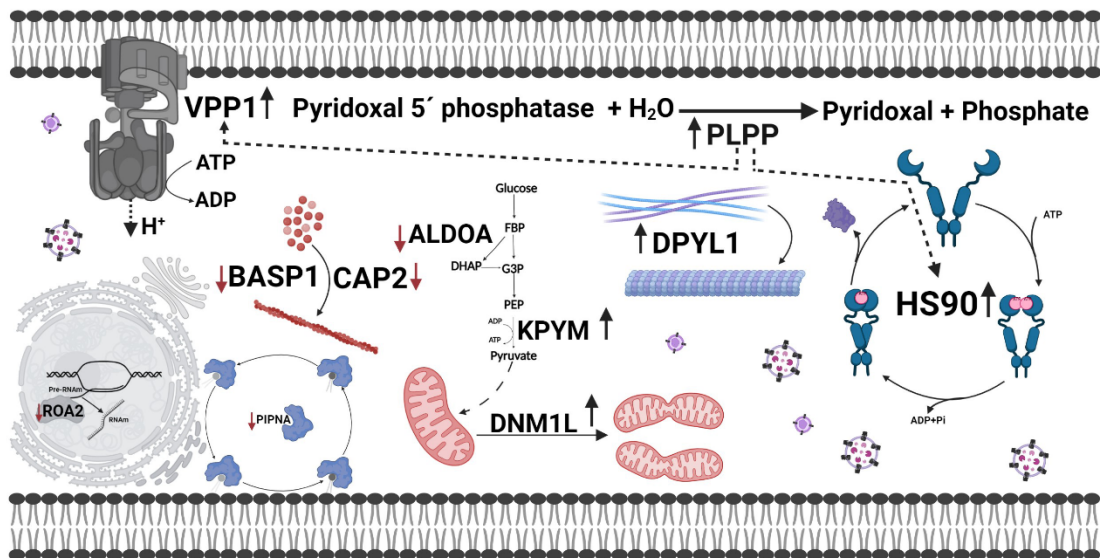 VPP1 Pyridoxal 5´ phosphatase + H₂O Pyridoxal + Phosphate
PLPP
ATP
ADP
H⁺
Glucose
ALDOA FBP
DHAP G3P
BASP1 CAP2
PEP
ADP
ATP
KPYM
Pyruvate
DPYL1
ATP
HS90
ADP+Pi
Pre-RNAm
ROA2
RNAm
PIPNA
DNM1L